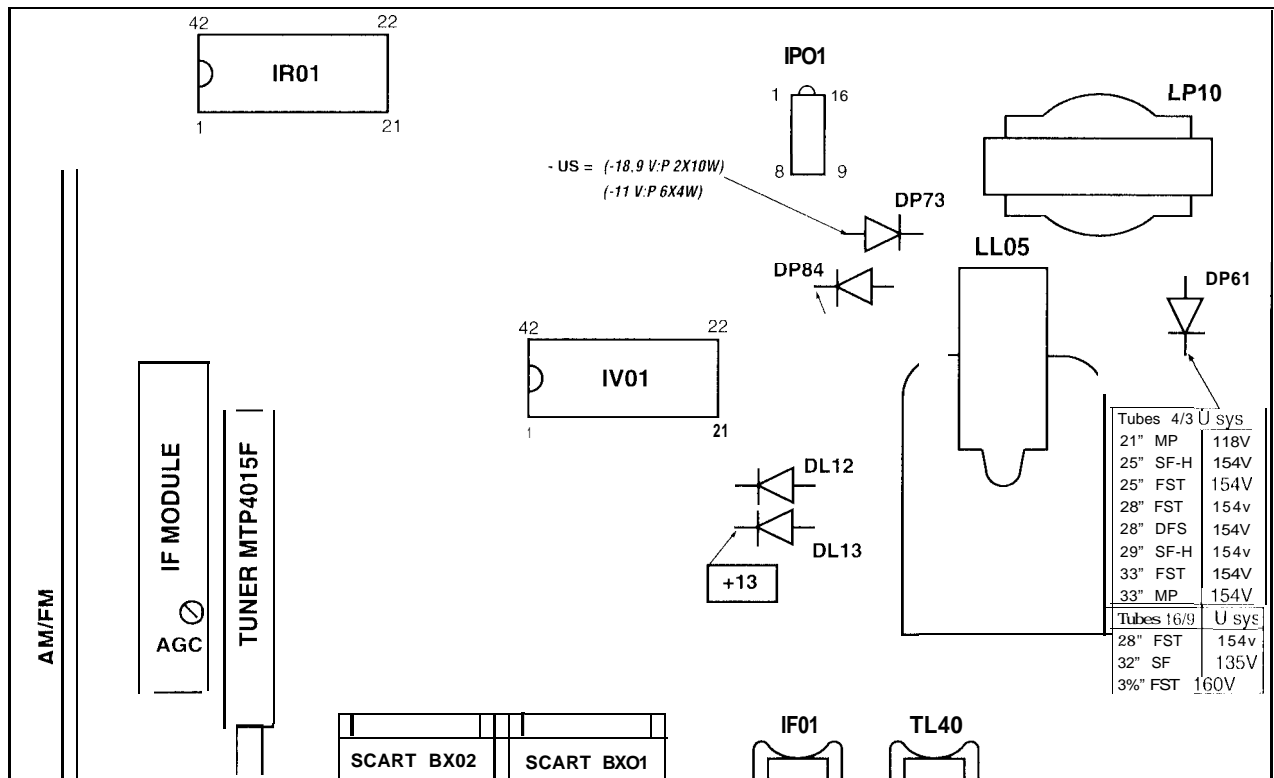 42 22
IR01
1 21
IPO1
1 16
8 9
LP10
- US = (-18,9 V:P 2X10W)
(-11 V:P 6X4W)
DP73
DP84
LL05
DP61
42 22
IV01
1 21
DL12
DL13
+13
IF MODULE
AGC
TUNER MTP4015F
AM/FM
Tubes 4/3 U sys
21" MP 118V
25" SF-H 154V
25" FST 154V
28" FST 154v
28" DFS 154V
29" SF-H 154v
33" FST 154V
33" MP 154V
Tubes 16/9 U sys
28" FST 154v
32" SF 135V
3%" FST 160V
SCART BX02
SCART BXO1
IF01
TL40